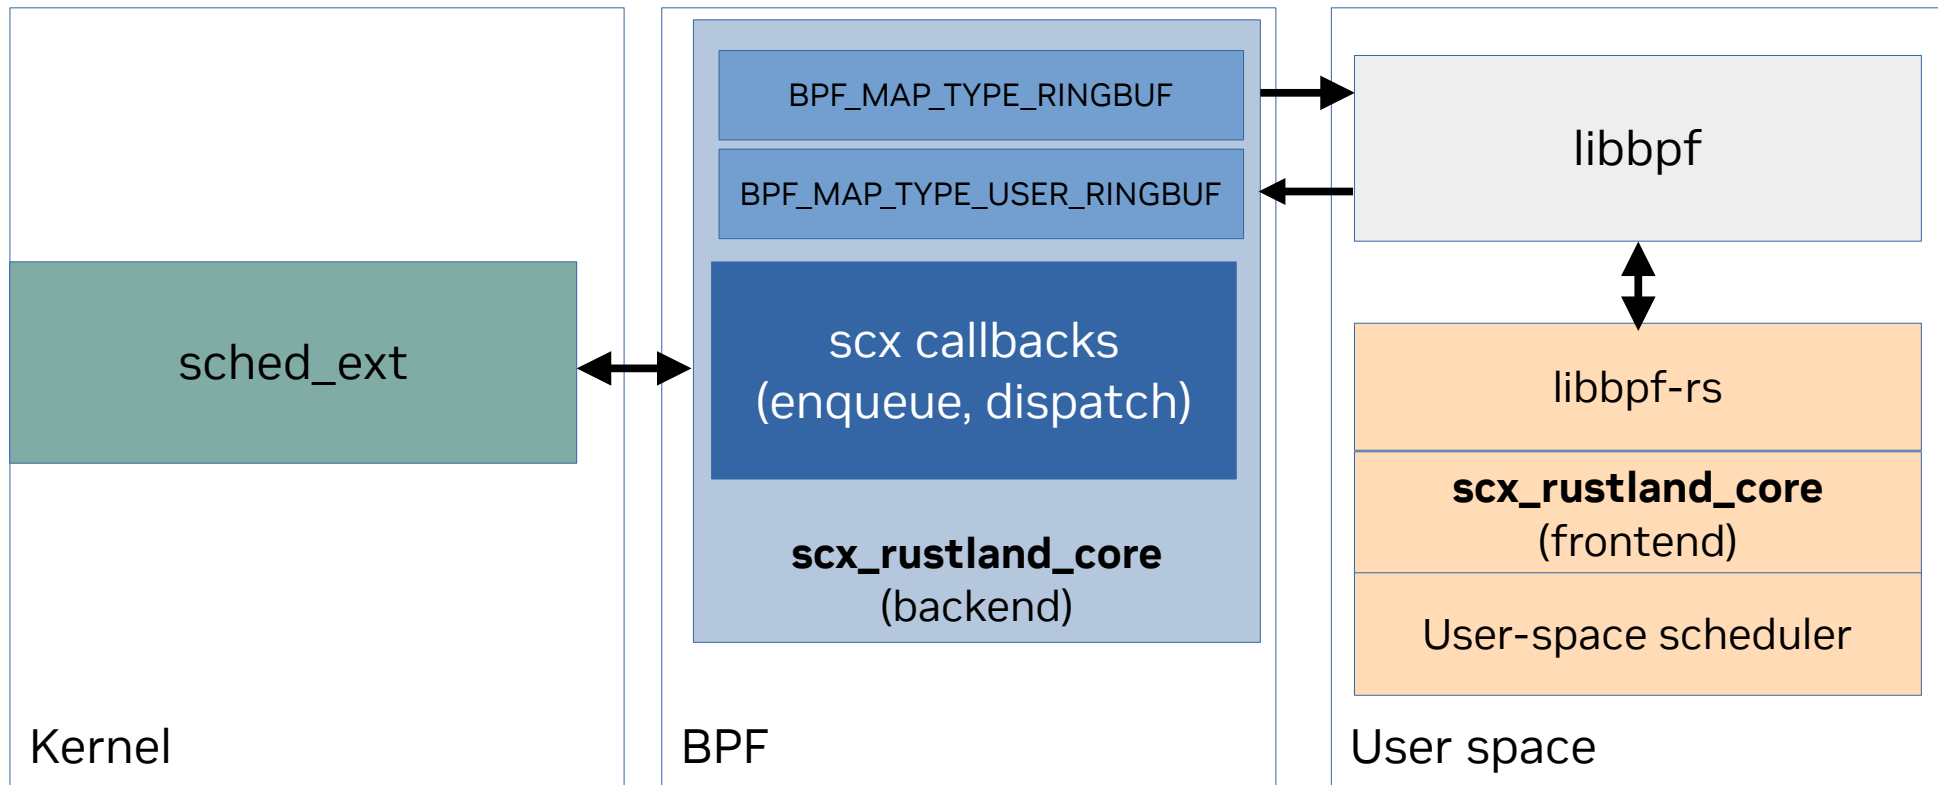 sched_ext
Kernel
BPF_MAP_TYPE_RINGBUF
BPF_MAP_TYPE_USER_RINGBUF
scx callbacks
(enqueue, dispatch)
scx_rustland_core
(backend)
BPF
libbpf
libbpf-rs
scx_rustland_core
(frontend)
User-space scheduler
User space